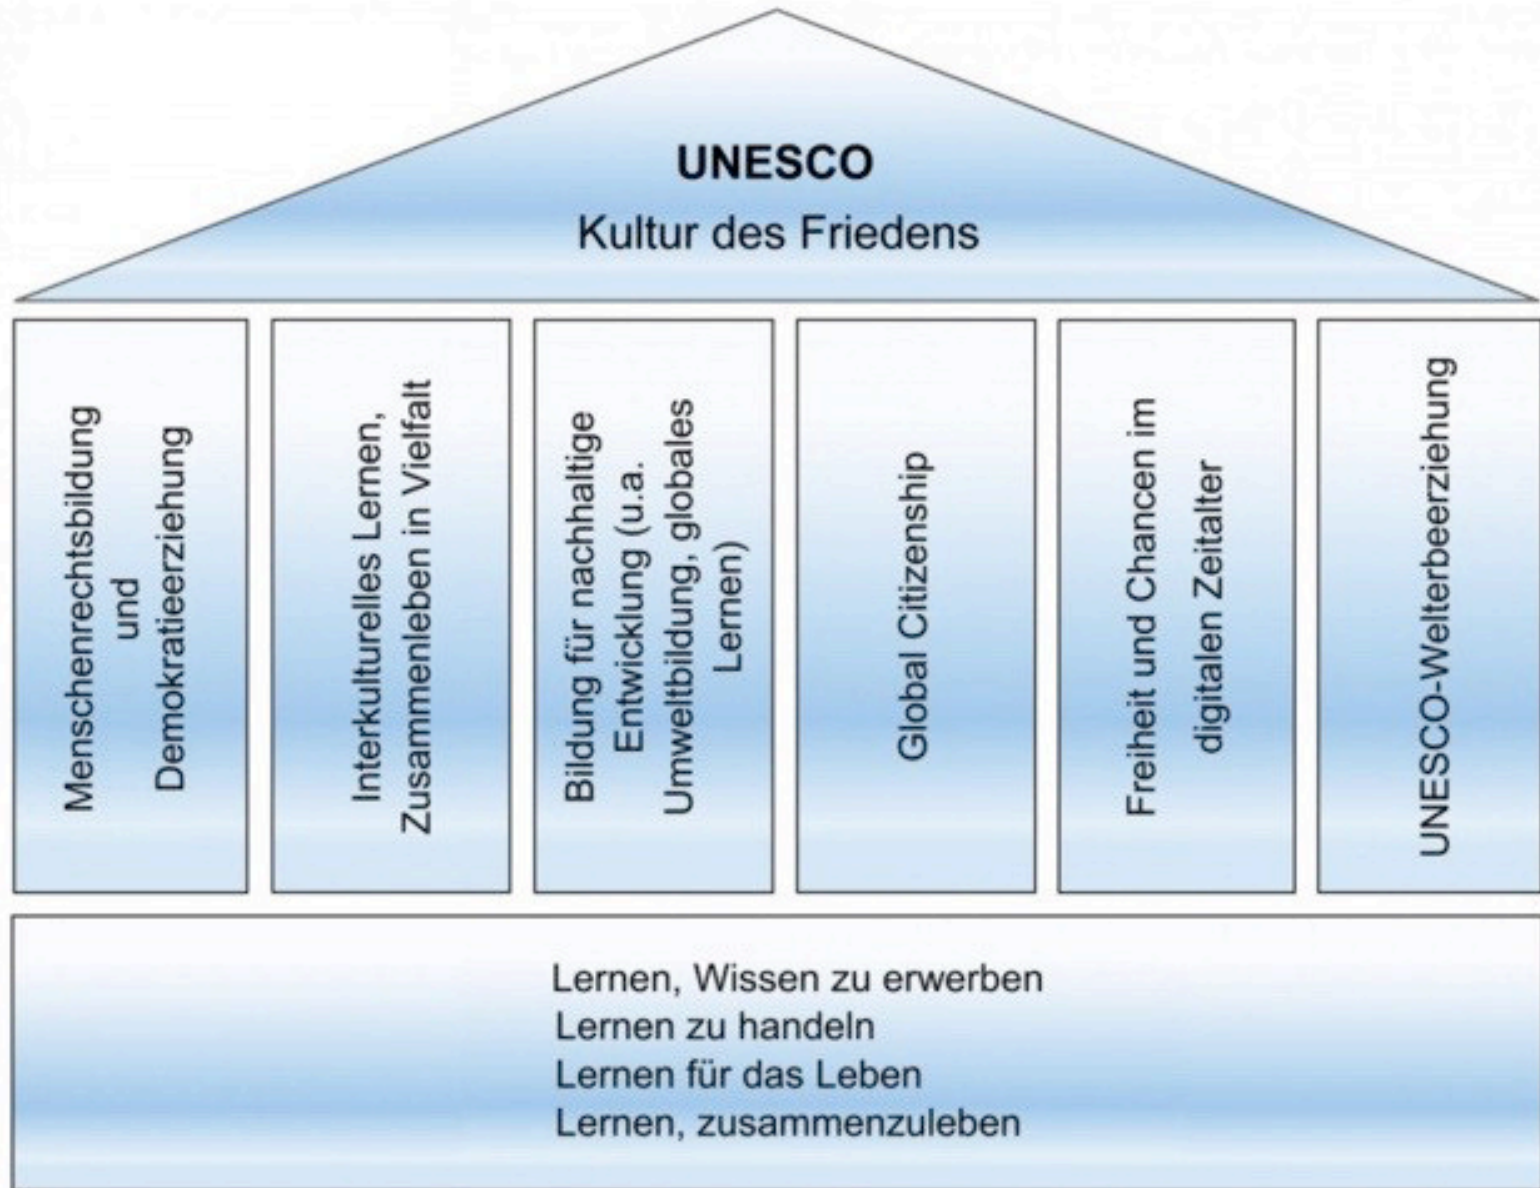 UNESCO
Kultur des Friedens
Menschenrechtsbildung
und
Demokratieerziehung
Interkulturelles Lernen,
Zusammenleben in Vielfalt
Bildung für nachhaltige
Entwicklung (u.a.
Umweltbildung, globales
Lernen)
Global Citizenship
Freiheit und Chancen im
digitalen Zeitalter
UNESCO-Welterbeerziehung
Lernen, Wissen zu erwerben
Lernen zu handeln
Lernen für das Leben
Lernen, zusammenzuleben